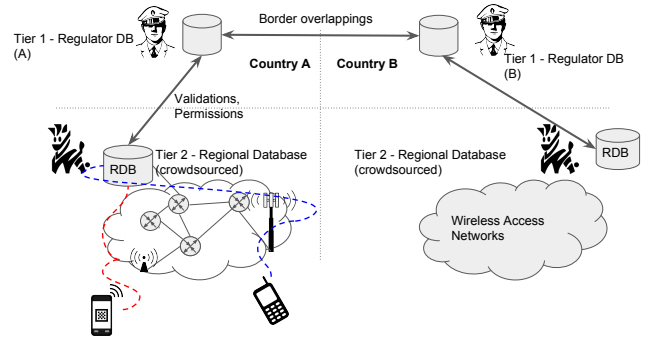 Border overlappings
Tier 1 - Regulator DB
(A)
Tier 1 - Regulator DB
(B)
Country A
Country B
Validations,
Permissions
RDB
Tier 2 - Regional Database
(crowdsourced)
Tier 2 - Regional Database
(crowdsourced)
RDB
Wireless Access
Networks